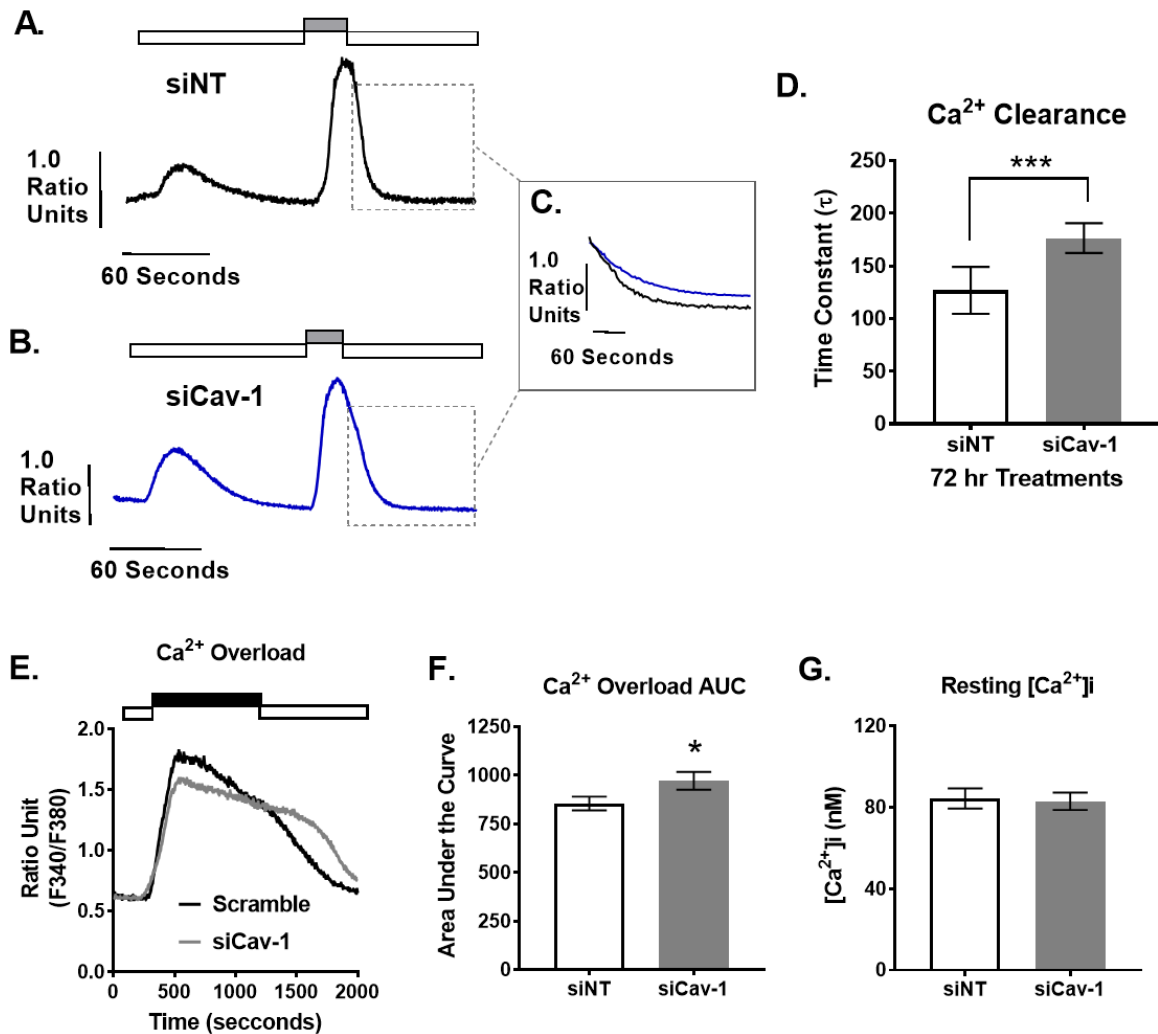 A.
siNT
1.0
Ratio
Units
60 Seconds
B.
siCav-1
1.0
Ratio
Units
60 Seconds
C.
1.0
Ratio
Units
60 Seconds
D.
Ca²⁺ Clearance
***
Time Constant (τ)
250
200
150
100
50
0
siNT siCav-1
72 hr Treatments
E.
Ca²⁺ Overload
Ratio Unit
(F340/F380)
2.0
1.5
1.0
0.5
0.0
Scramble
siCav-1
0 500 1000 1500 2000
Time (secconds)
F.
Ca²⁺ Overload AUC
*
Area Under the Curve
1250
1000
750
500
250
0
siNT siCav-1
G.
Resting [Ca²⁺]i
[Ca²⁺]i (nM)
120
80
40
0
siNT siCav-1